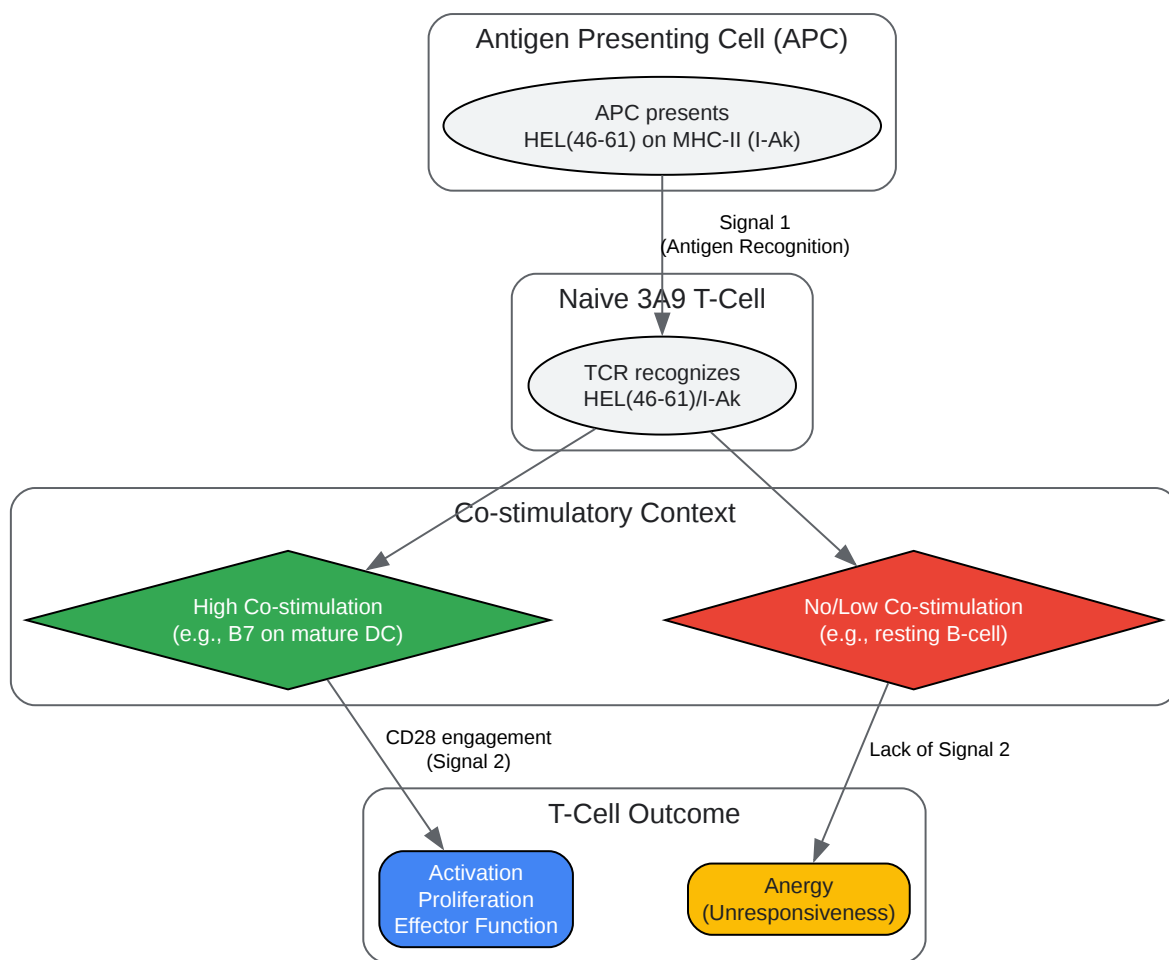 Antigen Presenting Cell (APC)
APC presents
HEL(46-61) on MHC-II (I-Ak)
Signal 1
(Antigen Recognition)
Naive 3A9 T-Cell
TCR recognizes
HEL(46-61)/I-Ak
Co-stimulatory Context
High Co-stimulation
(e.g., B7 on mature DC)
No/Low Co-stimulation
(e.g., resting B-cell)
CD28 engagement
(Signal 2)
Lack of Signal 2
T-Cell Outcome
Activation
Proliferation
Effector Function
Anergy
(Unresponsiveness)